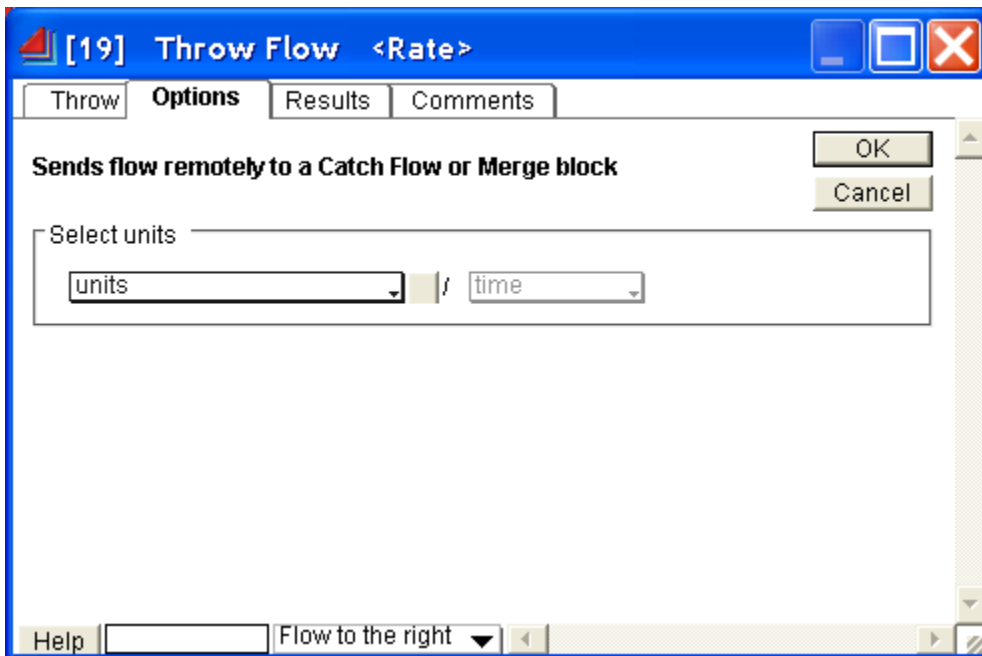 [19] Throw Flow <Rate>
Throw Options Results Comments
Sends flow remotely to a Catch Flow or Merge block
OK
Cancel
Select units
units / time
Help Flow to the right